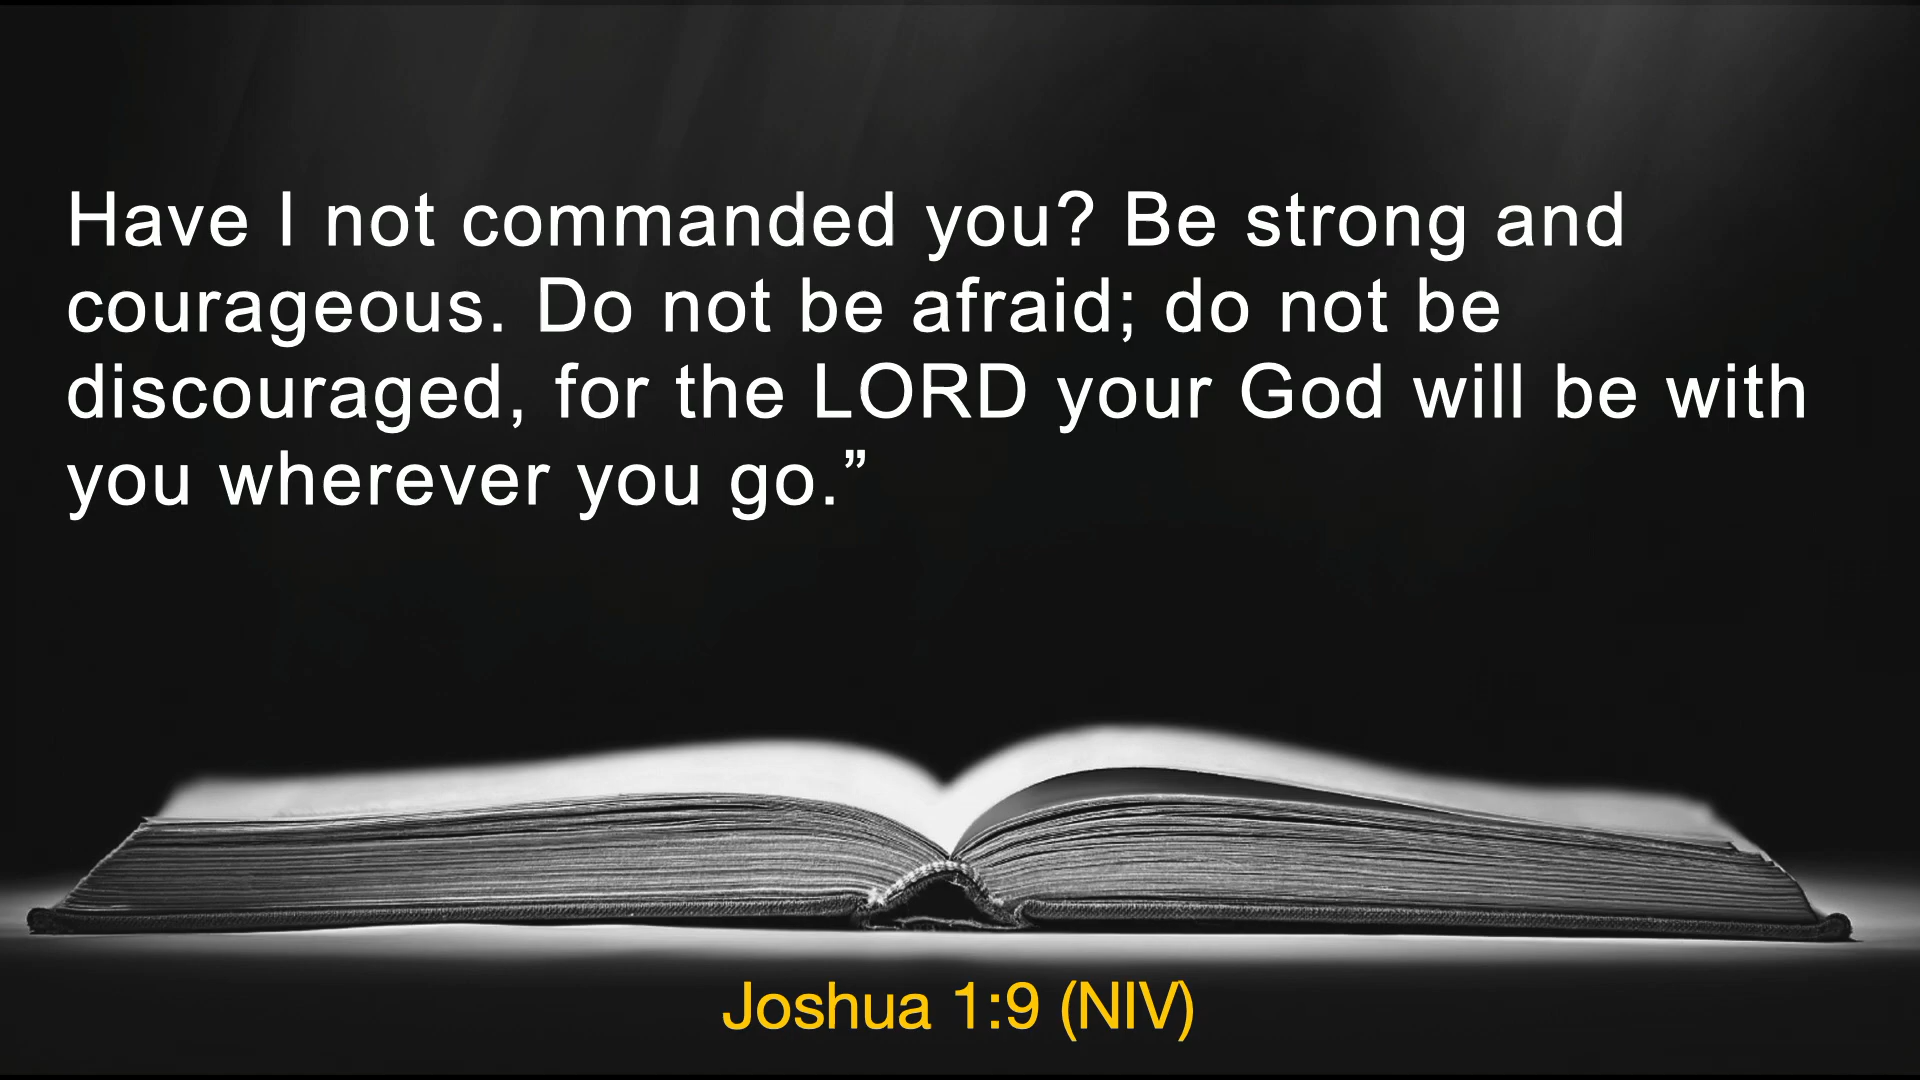 Have I not commanded you? Be strong and
courageous. Do not be afraid; do not be
discouraged, for the LORD your God will be with
you wherever you go.”
Joshua 1:9 (NIV)